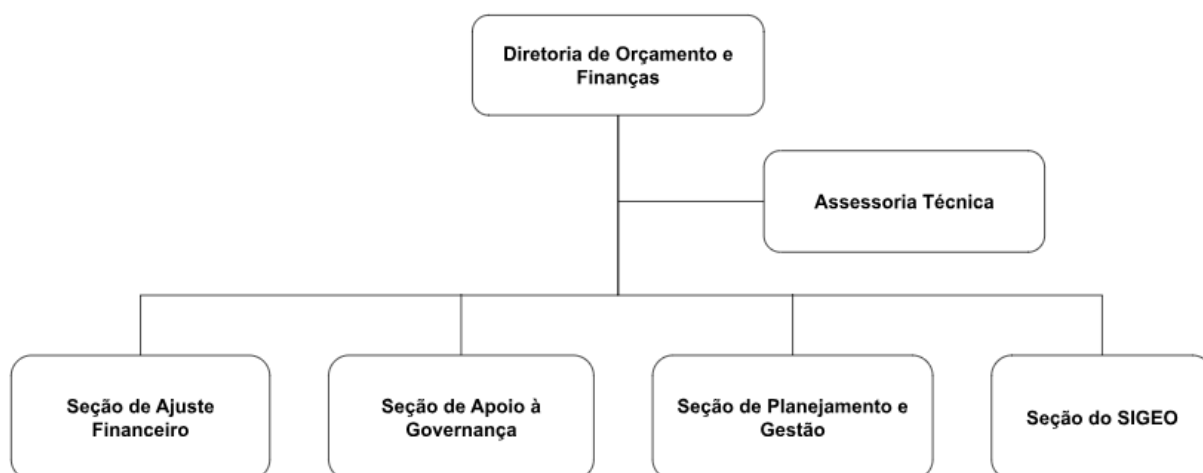 Diretoria de Orçamento e
Finanças
Assessoria Técnica
Seção de Ajuste
Financeiro
Seção de Apoio à
Governança
Seção de Planejamento e
Gestão
Seção do SIGEO